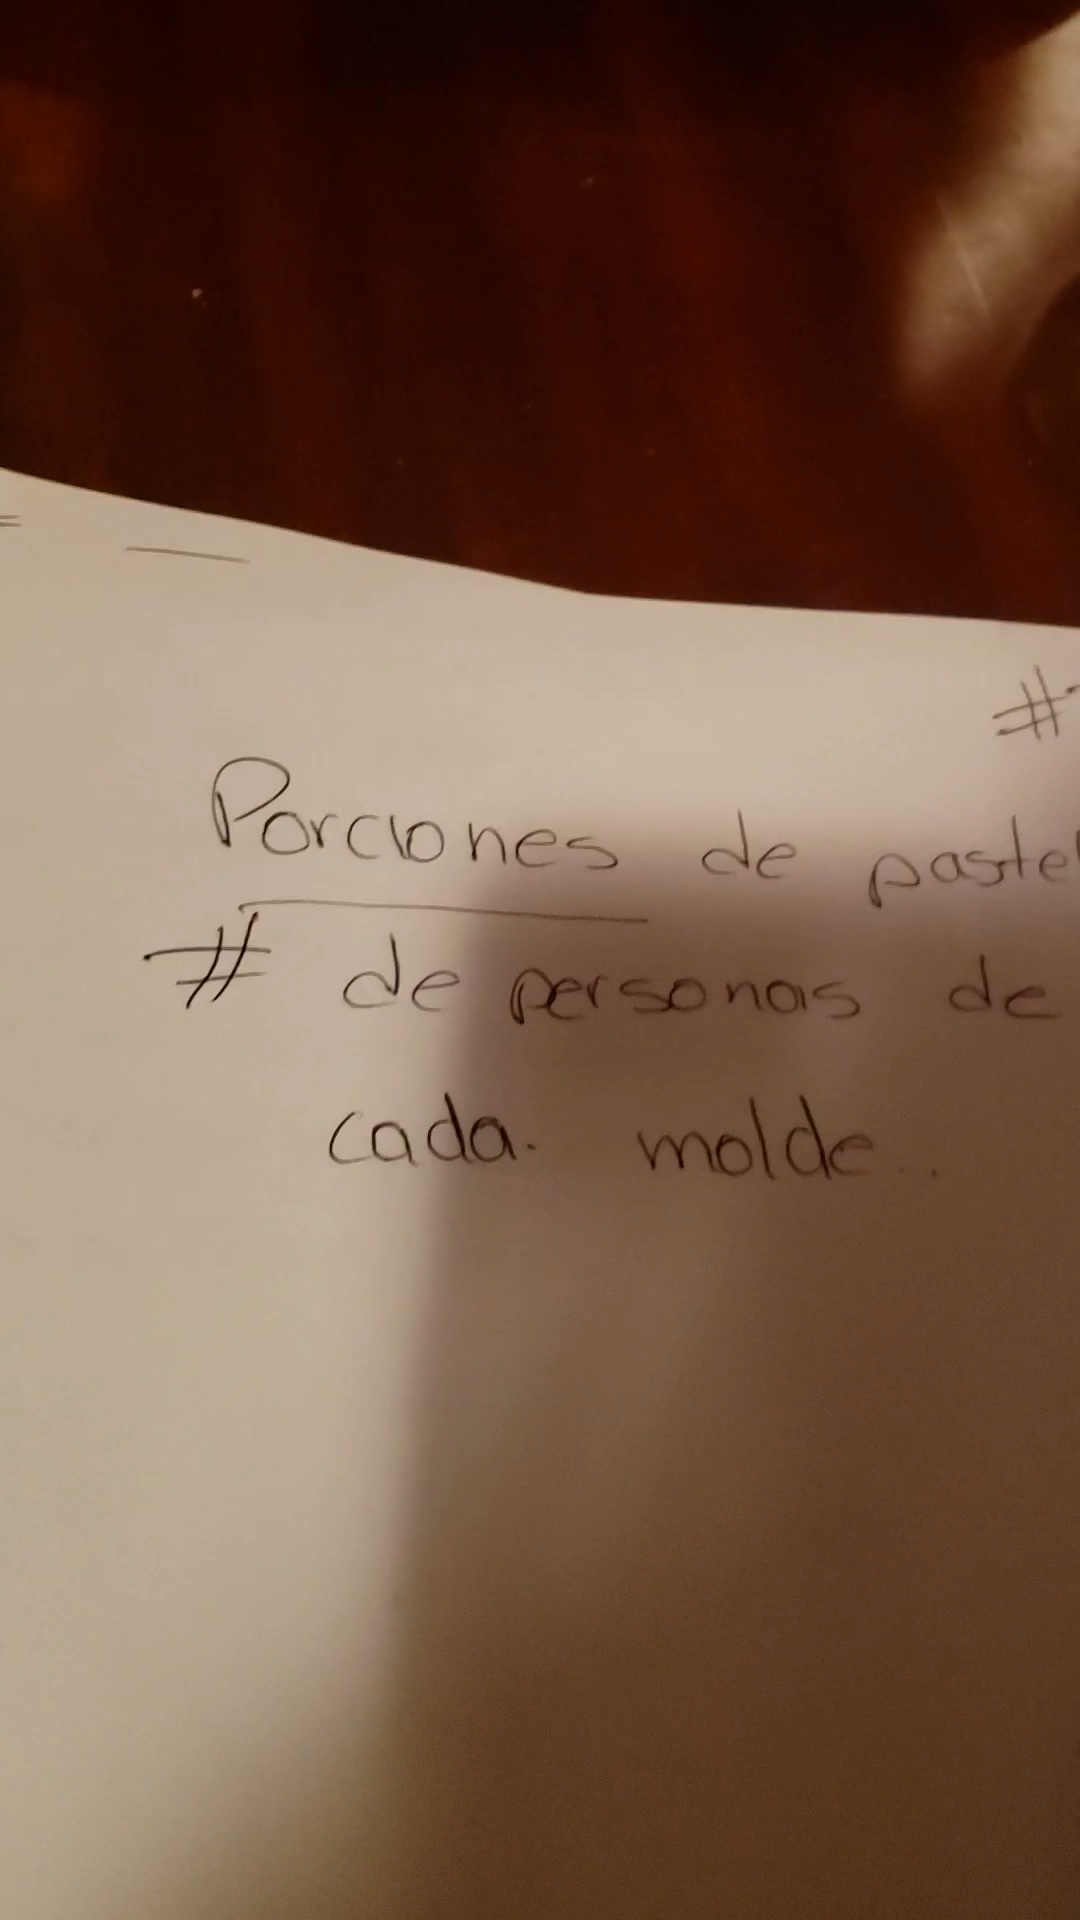 #
Porciones de pastel
# de personas de
cada. molde..